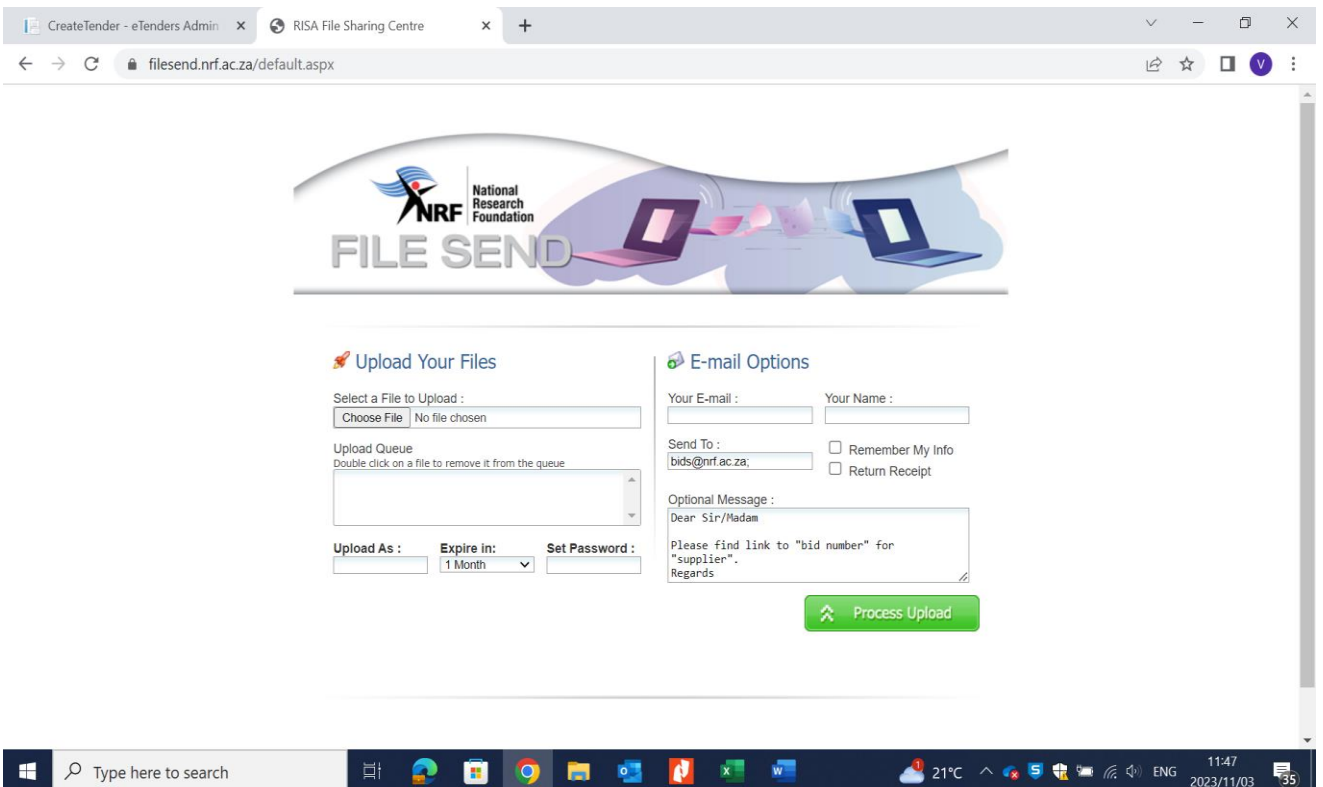 CreateTender - eTenders Admin
RISA File Sharing Centre
filesend.nrf.ac.za/default.aspx
V
NRF
National
Research
Foundation
FILE SEND
Upload Your Files
Select a File to Upload :
Choose File No file chosen
Upload Queue
Double click on a file to remove it from the queue
Upload As : Expire in: Set Password :
1 Month
E-mail Options
Your E-mail : Your Name :
Send To :
bids@nrf.ac.za;
Remember My Info
Return Receipt
Optional Message :
Dear Sir/Madam
Please find link to "bid number" for
"supplier".
Regards
Process Upload
Type here to search
1
21°C
ENG
11:47
2023/11/03
35